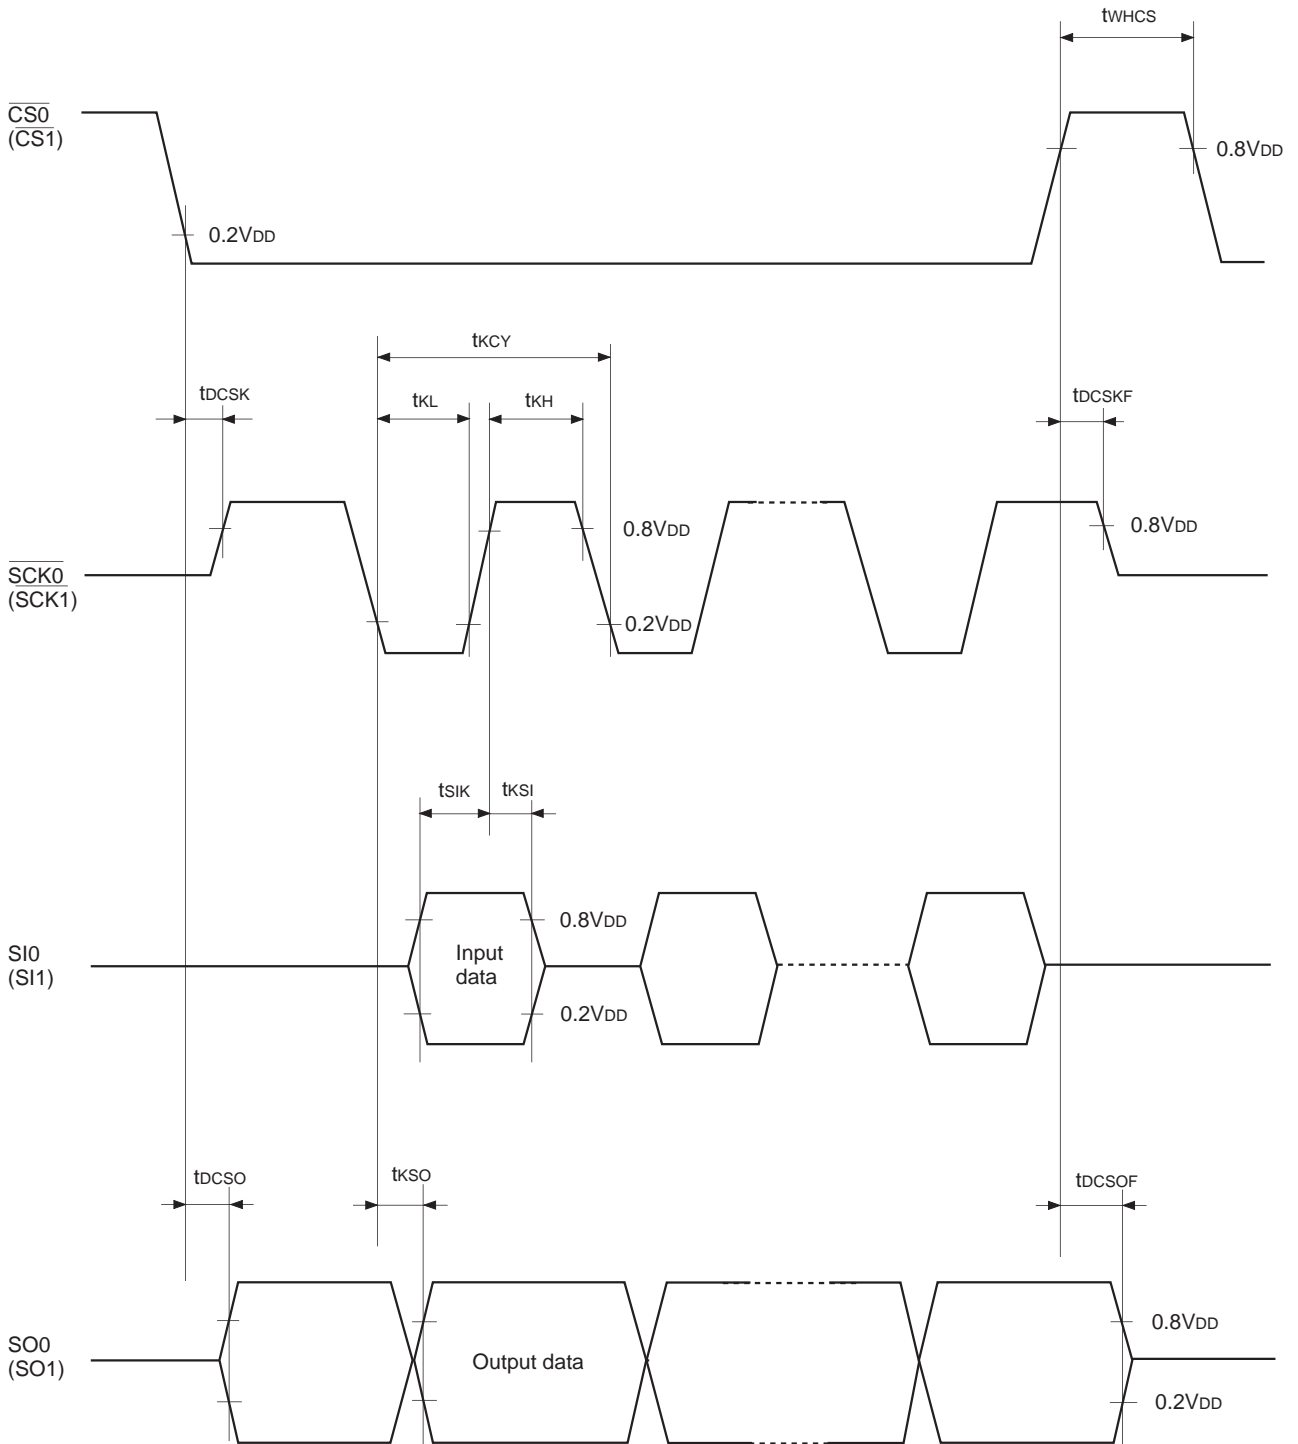 tWHCS
CS0
(CS1)
0.8VDD
0.2VDD
tKCY
tDCSK
tKL
tKH
tDCSKF
0.8VDD
0.8VDD
SCK0
(SCK1)
0.2VDD
tSIK
tKSI
0.8VDD
SI0
(SI1)
Input
data
0.2VDD
tDCSO
tKSO
tDCSOF
0.8VDD
SO0
(SO1)
Output data
0.2VDD